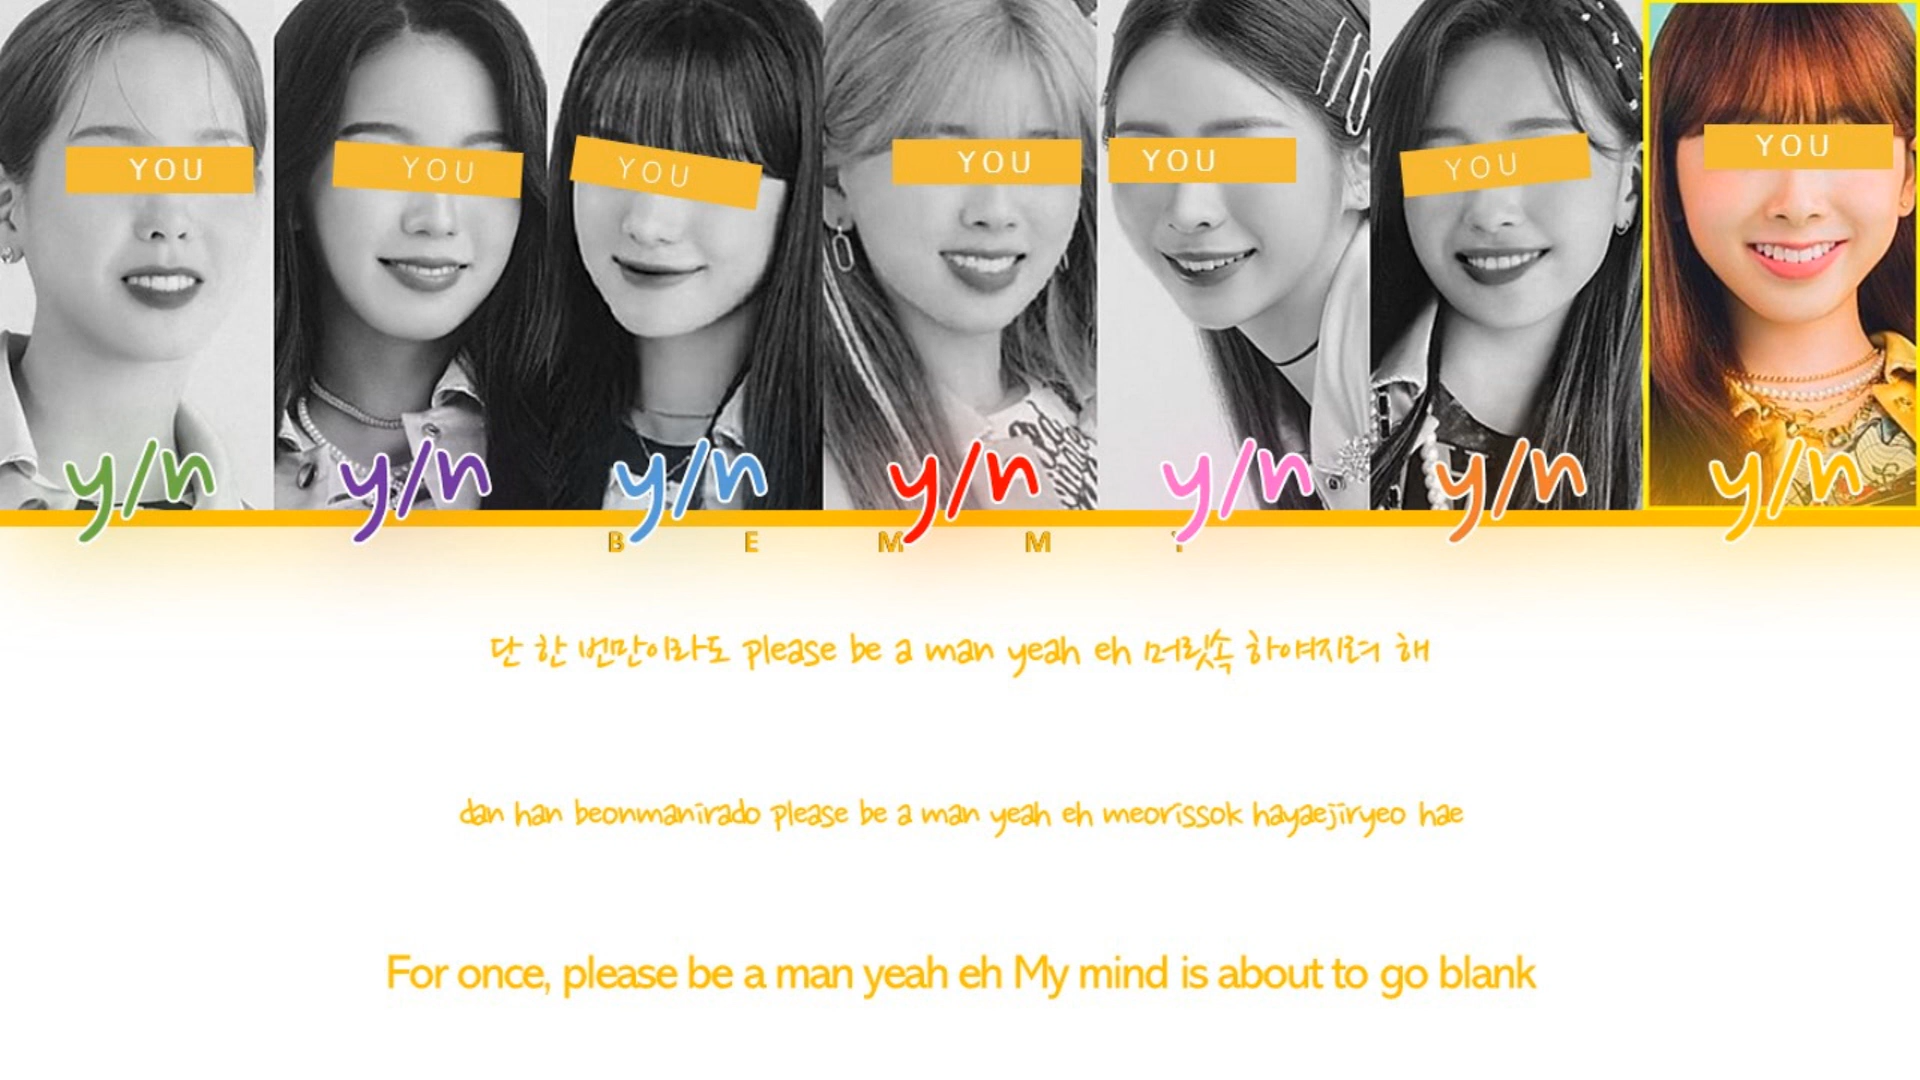 YOU YOU YOU YOU YOU YOU YOU
y/n y/n y/n y/n y/n y/n y/n
B E M M
단 한 번만이라도 please be a man yeah eh 머릿속 하얘지려 해
dan han beonmanirado please be a man yeah eh meorissok hayaejiryeo hae
For once, please be a man yeah eh My mind is about to go blank